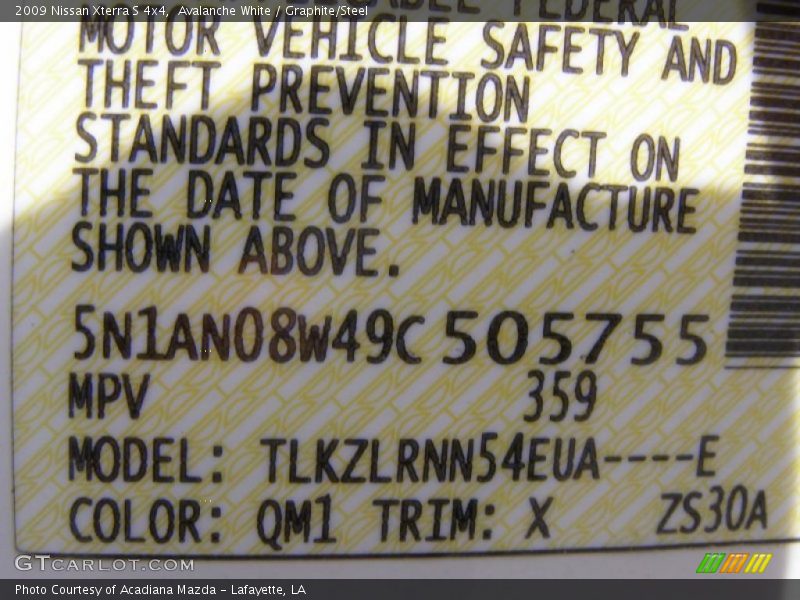 2009 Nissan Xterra S 4x4, Avalanche White / Graphite/Steel
FEDERAL
MOTOR VEHICLE SAFETY AND
THEFT PREVENTION
STANDARDS IN EFFECT ON
THE DATE OF MANUFACTURE
SHOWN ABOVE.
5N1AN08W49C505755
MPV 359
MODEL: TLKZLRNN54EUA----E
COLOR: QM1 TRIM: X ZS30A
GTCARLOT.COM
Photo Courtesy of Acadiana Mazda - Lafayette, LA